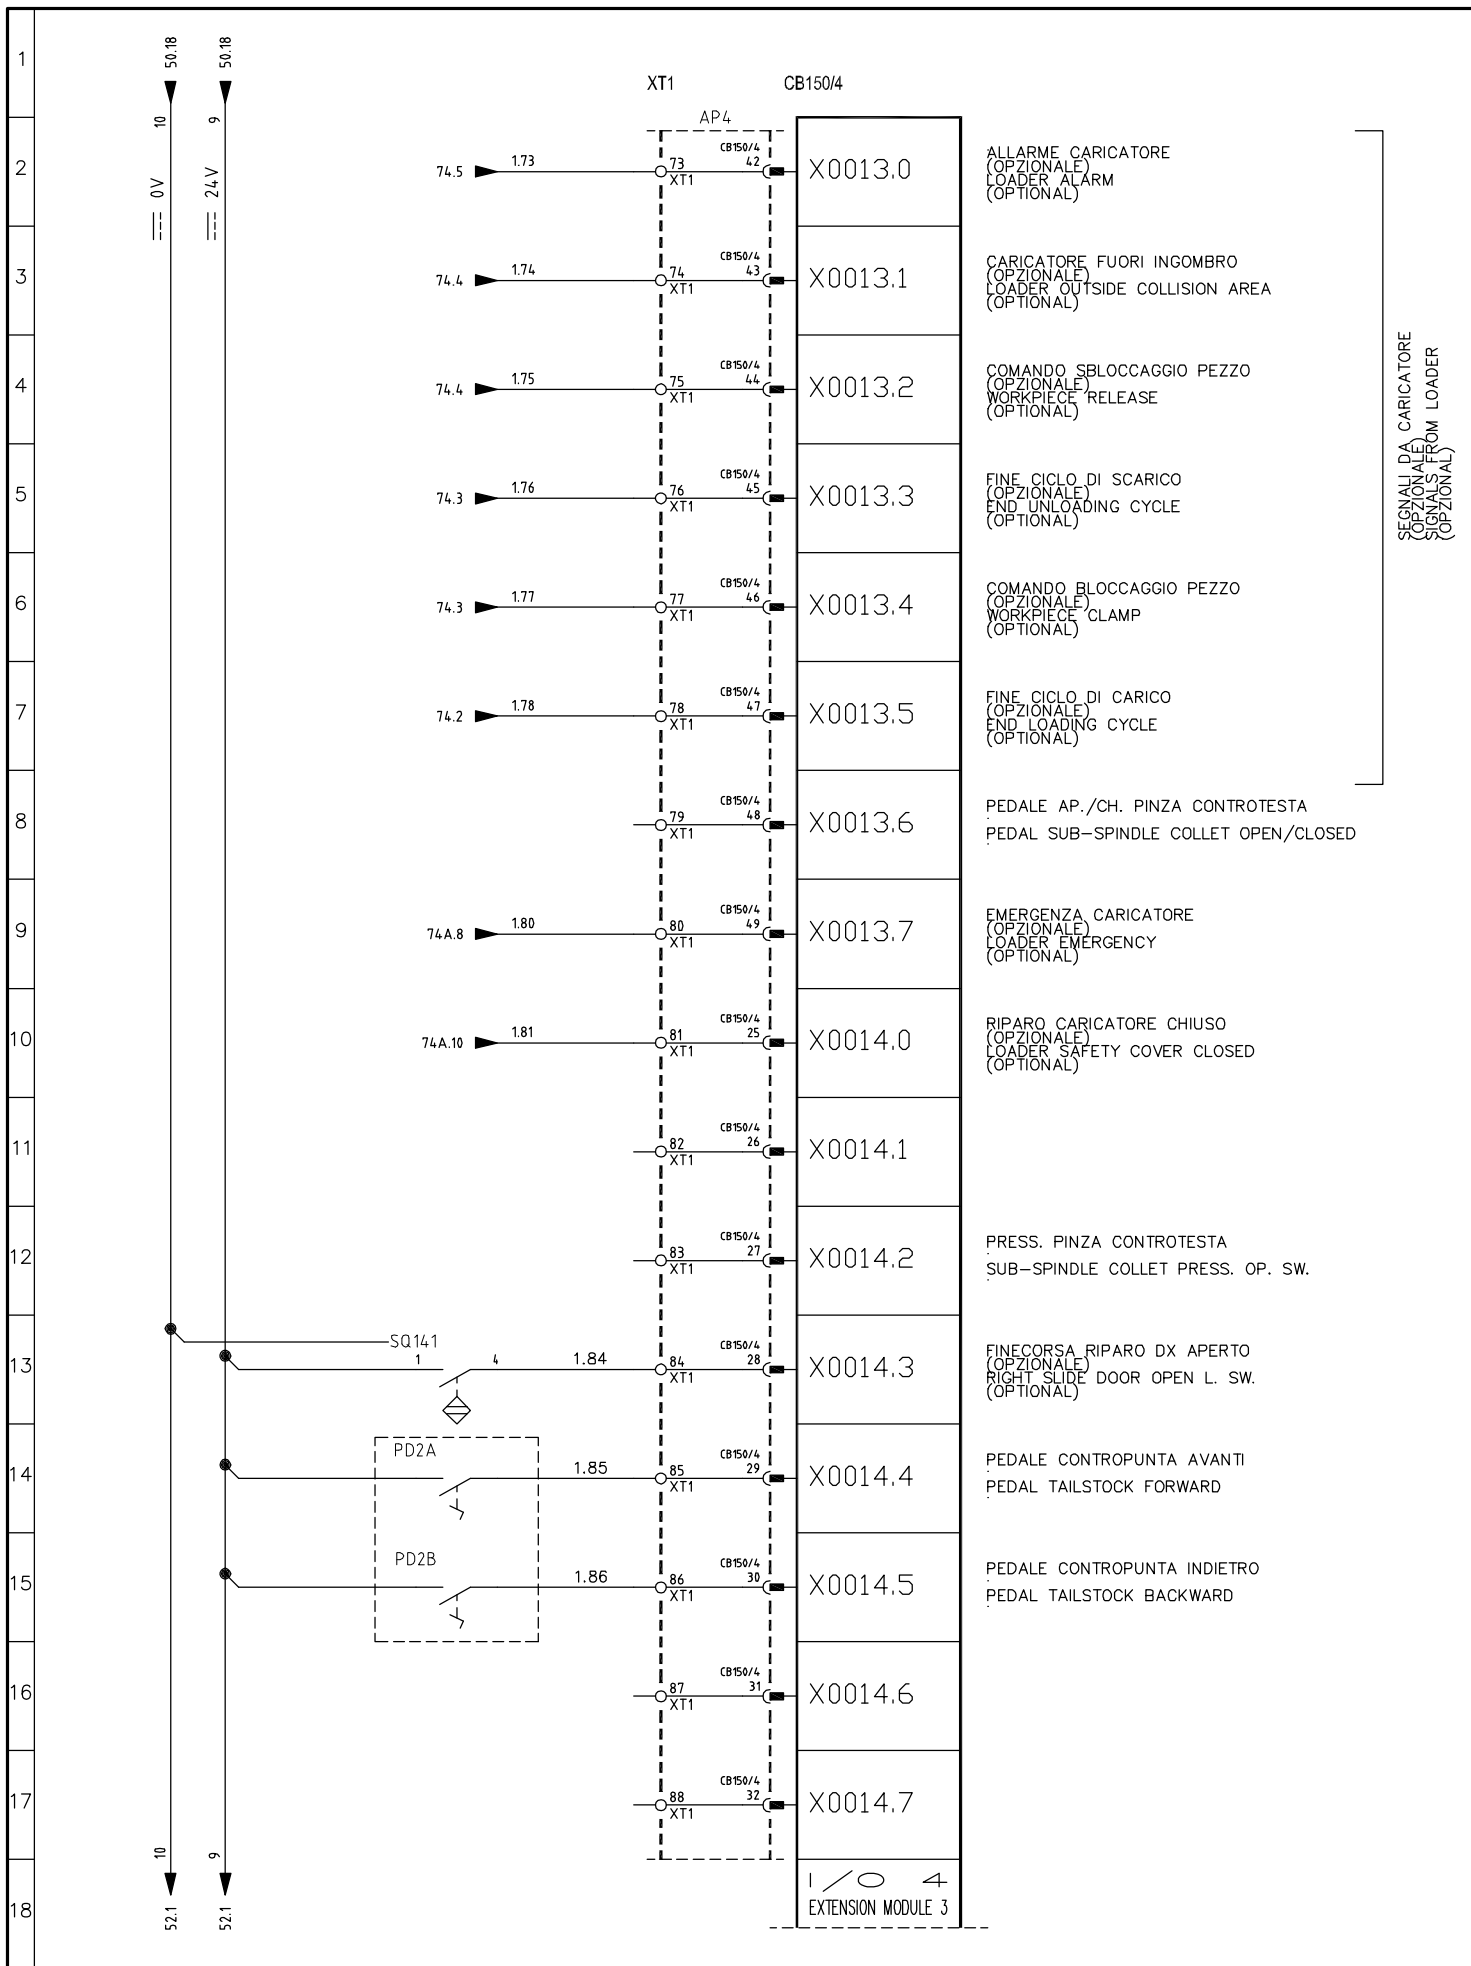 1
50.18
50.18
XT1
CB150/4
10
9
0V
24V
AP4
2
74.5
1.73
73
XT1
CB150/4
42
X0013.0
ALLARME CARICATORE
(OPZIONALE)
LOADER ALARM
(OPTIONAL)
3
74.4
1.74
74
XT1
CB150/4
43
X0013.1
CARICATORE FUORI INGOMBRO
(OPZIONALE)
LOADER OUTSIDE COLLISION AREA
(OPTIONAL)
4
74.4
1.75
75
XT1
CB150/4
44
X0013.2
COMANDO SBLOCCAGGIO PEZZO
(OPZIONALE)
WORKPIECE RELEASE
(OPTIONAL)
SEGNALI DA CARICATORE
(OPZIONALE)
SIGNALS FROM LOADER
(OPZIONAL)
5
74.3
1.76
76
XT1
CB150/4
45
X0013.3
FINE CICLO DI SCARICO
(OPZIONALE)
END UNLOADING CYCLE
(OPTIONAL)
6
74.3
1.77
77
XT1
CB150/4
46
X0013.4
COMANDO BLOCCAGGIO PEZZO
(OPZIONALE)
WORKPIECE CLAMP
(OPTIONAL)
7
74.2
1.78
78
XT1
CB150/4
47
X0013.5
FINE CICLO DI CARICO
(OPZIONALE)
END LOADING CYCLE
(OPTIONAL)
8
79
XT1
CB150/4
48
X0013.6
PEDALE AP./CH. PINZA CONTROTESTA
.
PEDAL SUB-SPINDLE COLLET OPEN/CLOSED
.
9
74A.8
1.80
80
XT1
CB150/4
49
X0013.7
EMERGENZA CARICATORE
(OPZIONALE)
LOADER EMERGENCY
(OPTIONAL)
10
74A.10
1.81
81
XT1
CB150/4
25
X0014.0
RIPARO CARICATORE CHIUSO
(OPZIONALE)
LOADER SAFETY COVER CLOSED
(OPTIONAL)
11
82
XT1
CB150/4
26
X0014.1
12
83
XT1
CB150/4
27
X0014.2
PRESS. PINZA CONTROTESTA
.
SUB-SPINDLE COLLET PRESS. OP. SW.
.
13
SQ141
1
4
1.84
84
XT1
CB150/4
28
X0014.3
FINECORSA RIPARO DX APERTO
(OPZIONALE)
RIGHT SLIDE DOOR OPEN L. SW.
(OPTIONAL)
14
PD2A
1.85
85
XT1
CB150/4
29
X0014.4
PEDALE CONTROPUNTA AVANTI
.
PEDAL TAILSTOCK FORWARD
.
15
PD2B
1.86
86
XT1
CB150/4
30
X0014.5
PEDALE CONTROPUNTA INDIETRO
.
PEDAL TAILSTOCK BACKWARD
.
16
87
XT1
CB150/4
31
X0014.6
17
88
XT1
CB150/4
32
X0014.7
10
9
18
52.1
52.1
I/O 4
EXTENSION MODULE 3